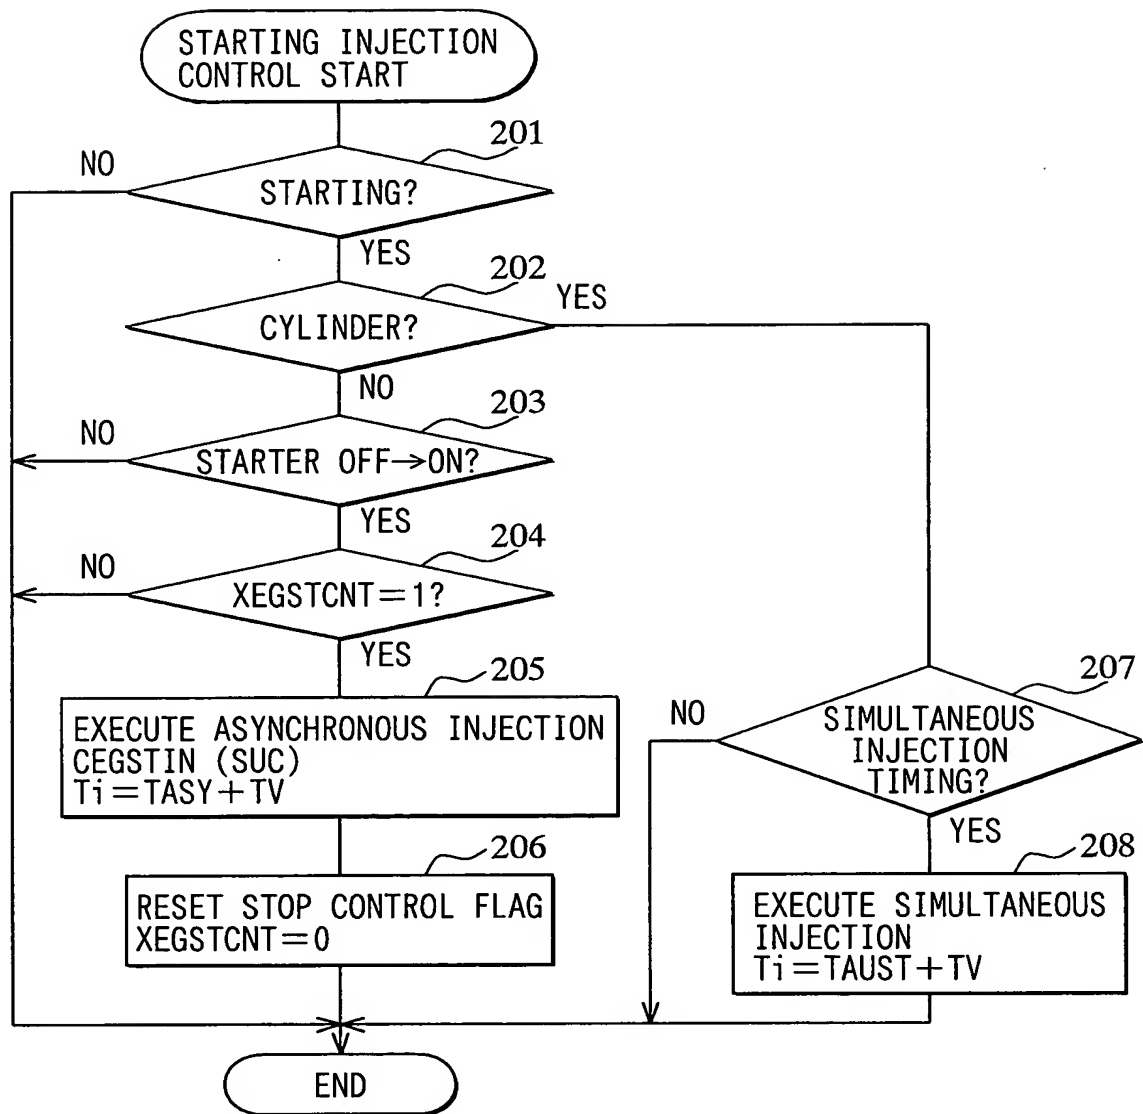 STARTING INJECTION
CONTROL START
201
NO
STARTING?
YES
202
YES
CYLINDER?
NO
203
NO
STARTER OFF→ON?
YES
204
NO
XEGSTCNT=1?
YES
205
EXECUTE ASYNCHRONOUS INJECTION
CEGSTIN (SUC)
Ti=TASY+TV
206
RESET STOP CONTROL FLAG
XEGSTCNT=0
207
NO
SIMULTANEOUS
INJECTION
TIMING?
YES
208
EXECUTE SIMULTANEOUS
INJECTION
Ti=TAUST+TV
END